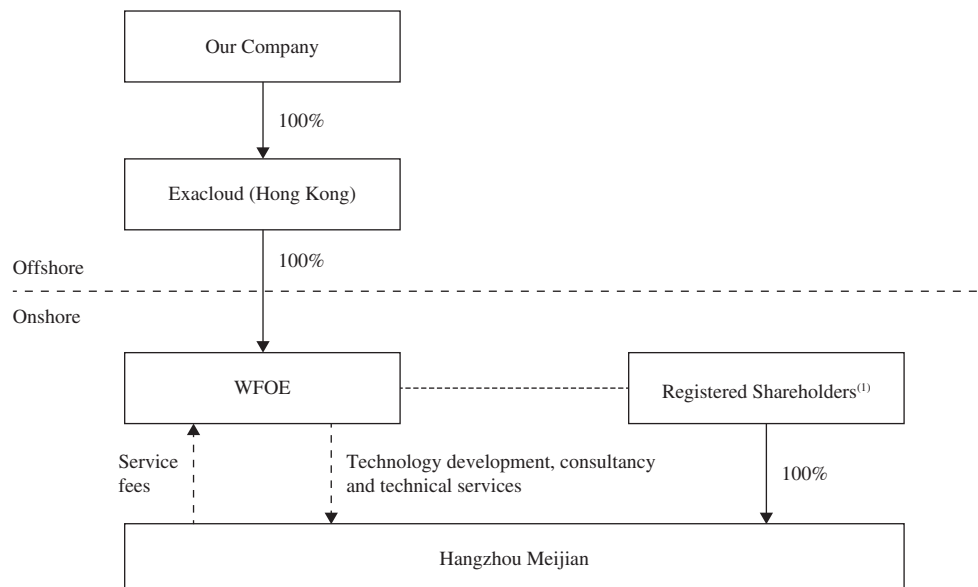 Our Company
100%
Exacloud (Hong Kong)
100%
Offshore
Onshore
WFOE
Registered Shareholders(1)
Service
fees
Technology development, consultancy
and technical services
100%
Hangzhou Meijian